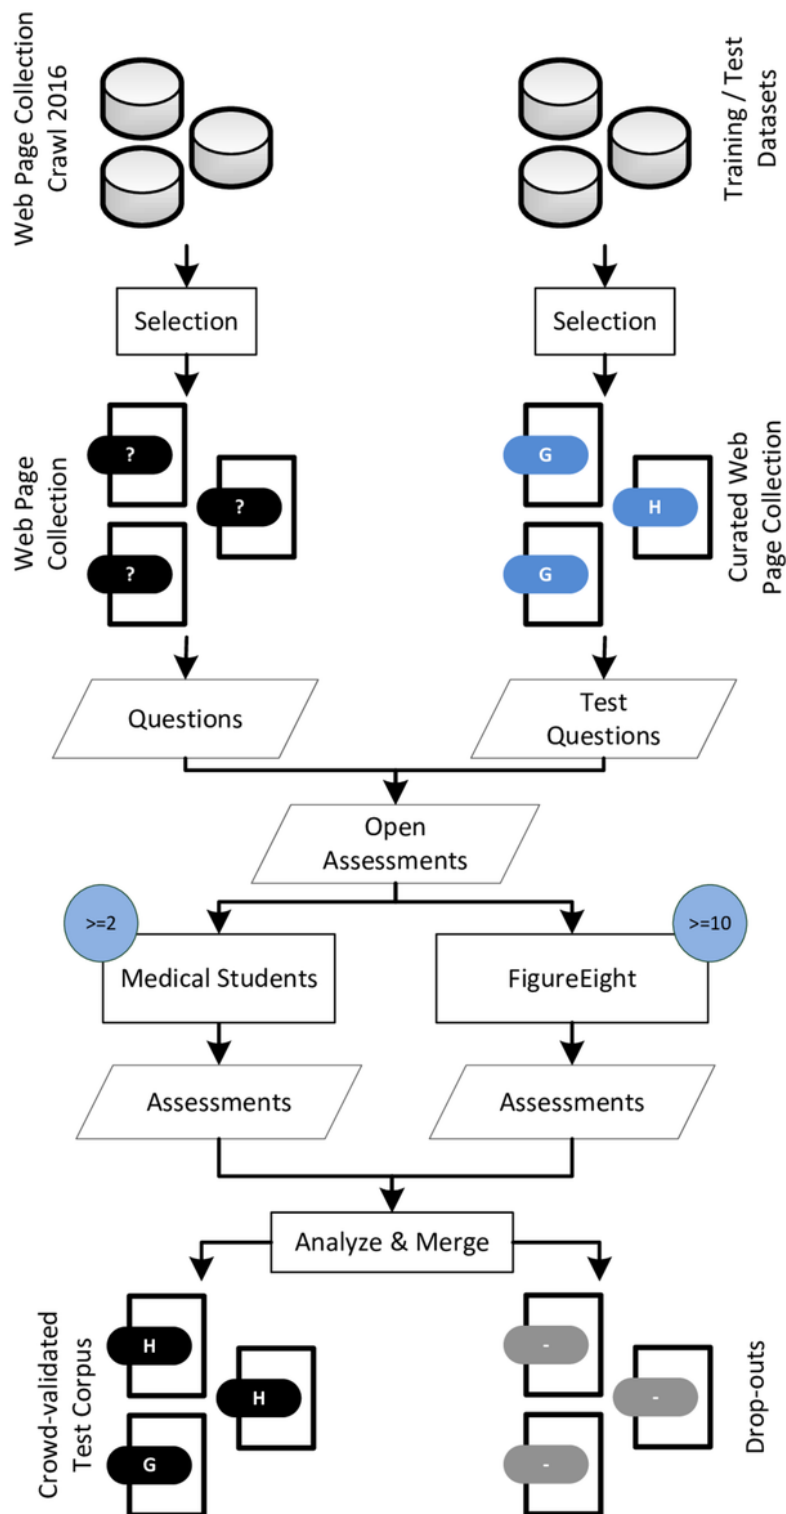 Web Page Collection
Crawl 2016
Training / Test
Datasets
Selection
Selection
Web Page
Collection
?
?
?
G
H
G
Curated Web
Page Collection
Questions
Test
Questions
Open
Assessments
>=2
>=10
Medical Students
FigureEight
Assessments
Assessments
Analyze & Merge
Crowd-validated
Test Corpus
H
H
G
-
-
-
Drop-outs